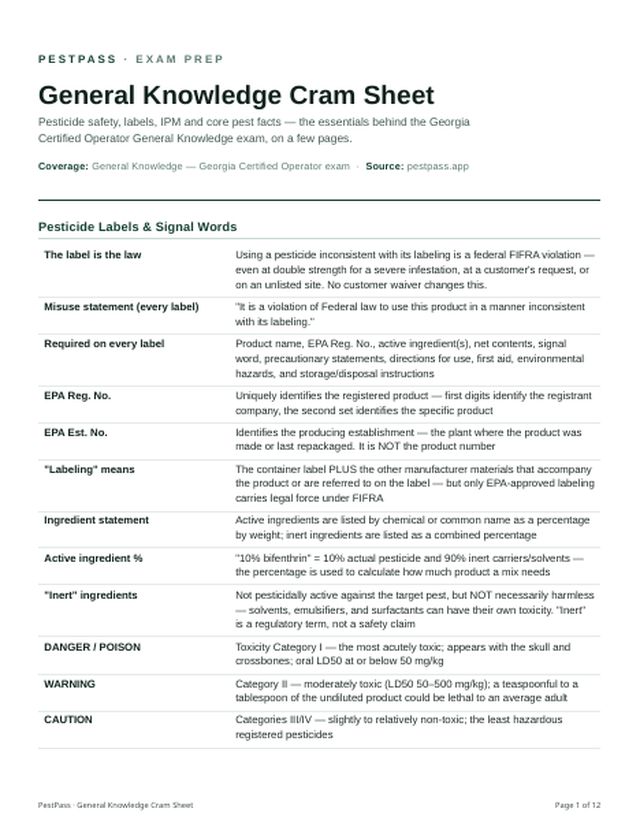 PESTPASS · EXAM PREP
General Knowledge Cram Sheet
Pesticide safety, labels, IPM and core pest facts — the essentials behind the Georgia
Certified Operator General Knowledge exam, on a few pages.
Coverage: General Knowledge — Georgia Certified Operator exam · Source: pestpass.app
Pesticide Labels & Signal Words
The label is the law
Using a pesticide inconsistent with its labeling is a federal FIFRA violation —
even at double strength for a severe infestation, at a customer's request, or
on an unlisted site. No customer waiver changes this.
Misuse statement (every label)
"It is a violation of Federal law to use this product in a manner inconsistent
with its labeling."
Required on every label
Product name, EPA Reg. No., active ingredient(s), net contents, signal
word, precautionary statements, directions for use, first aid, environmental
hazards, and storage/disposal instructions
EPA Reg. No.
Uniquely identifies the registered product — first digits identify the registrant
company, the second set identifies the specific product
EPA Est. No.
Identifies the producing establishment — the plant where the product was
made or last repackaged. It is NOT the product number
"Labeling" means
The container label PLUS the other manufacturer materials that accompany
the product or are referred to on the label — but only EPA-approved labeling
carries legal force under FIFRA
Ingredient statement
Active ingredients are listed by chemical or common name as a percentage
by weight; inert ingredients are listed as a combined percentage
Active ingredient %
"10% bifenthrin" = 10% actual pesticide and 90% inert carriers/solvents —
the percentage is used to calculate how much product a mix needs
"Inert" ingredients
Not pesticidally active against the target pest, but NOT necessarily harmless
— solvents, emulsifiers, and surfactants can have their own toxicity. "Inert"
is a regulatory term, not a safety claim
DANGER / POISON
Toxicity Category I — the most acutely toxic; appears with the skull and
crossbones; oral LD50 at or below 50 mg/kg
WARNING
Category II — moderately toxic (LD50 50–500 mg/kg); a teaspoonful to a
tablespoon of the undiluted product could be lethal to an average adult
CAUTION
Categories III/IV — slightly to relatively non-toxic; the least hazardous
registered pesticides
PestPass · General Knowledge Cram Sheet
Page 1 of 12